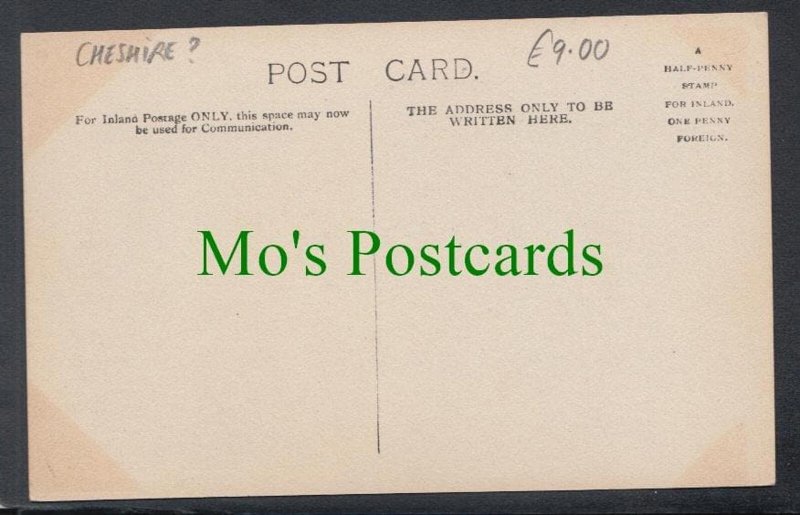 CHESHIRE?
£9.00
POST CARD.
A
HALF-PENNY
STAMP
FOR INLAND.
ONE PENNY
FOREIGN.
For Inland Postage ONLY, this space may now
be used for Communication.
THE ADDRESS ONLY TO BE
WRITTEN HERE.
Mo's Postcards